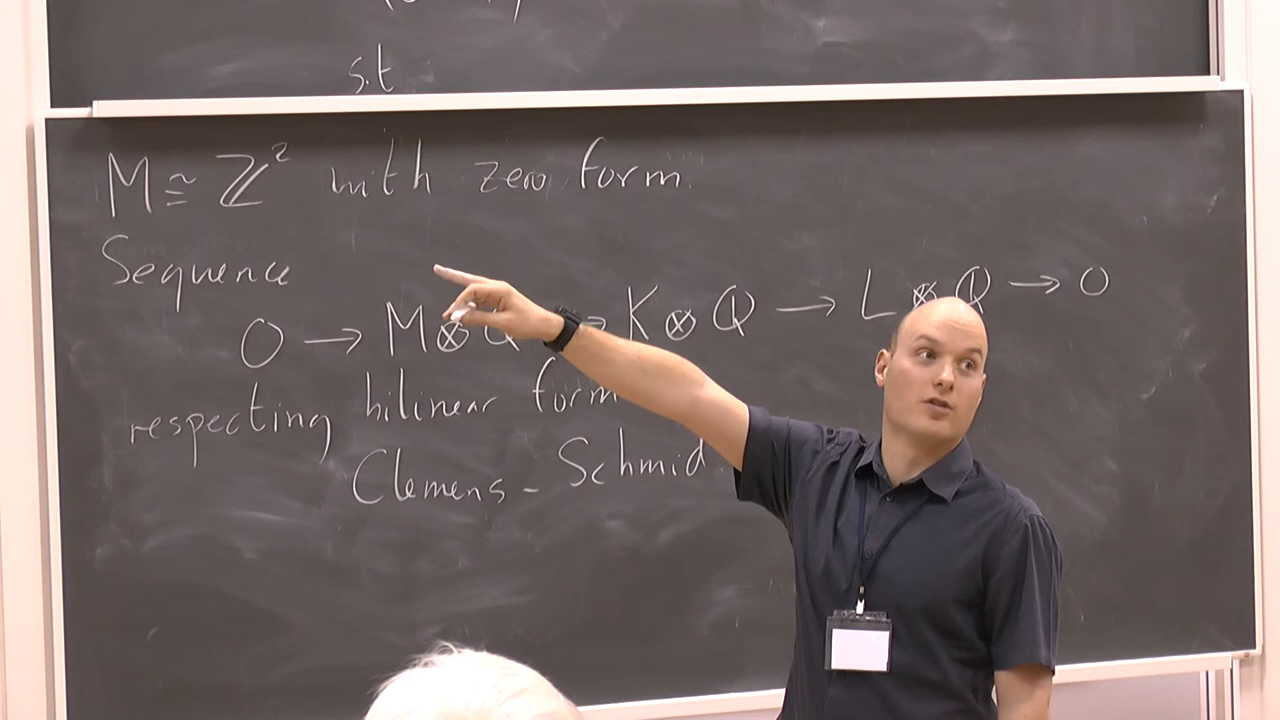 s.t
M ≅ ℤ² with zero form.
Sequence
0 → M ⊗ Q → K ⊗ Q → L ⊗ Q → 0
respecting bilinear form
Clemens - Schmid.